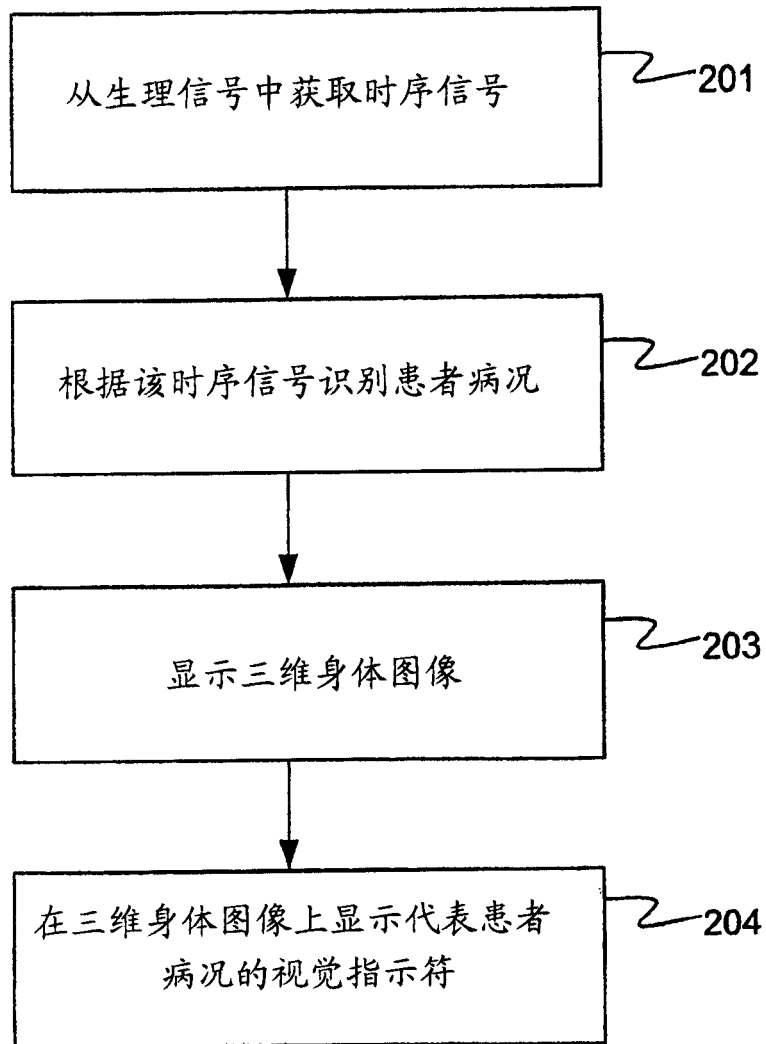 从生理信号中获取时序信号
201
根据该时序信号识别患者病况
202
显示三维身体图像
203
在三维身体图像上显示代表患者
病况的视觉指示符
204